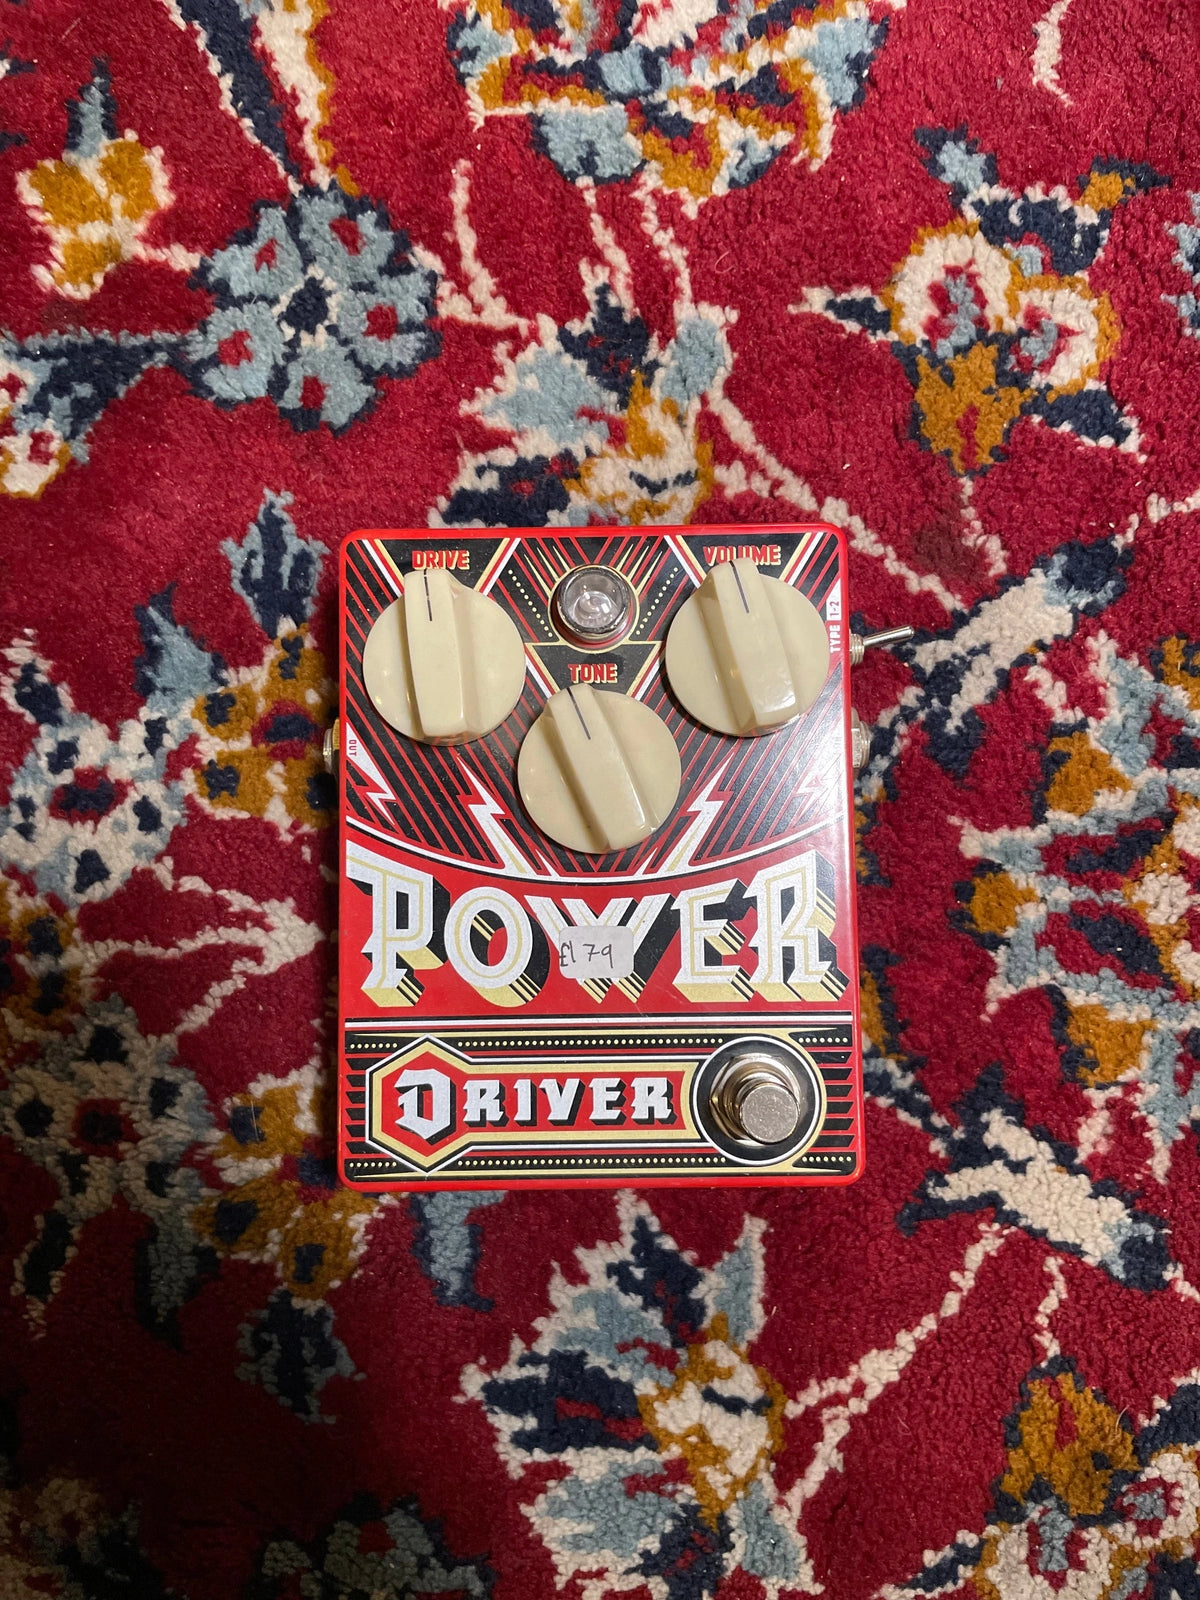 DRIVE
VOLUME
TYPE 1-2
TONE
OUT
POWER
£179
DRIVER